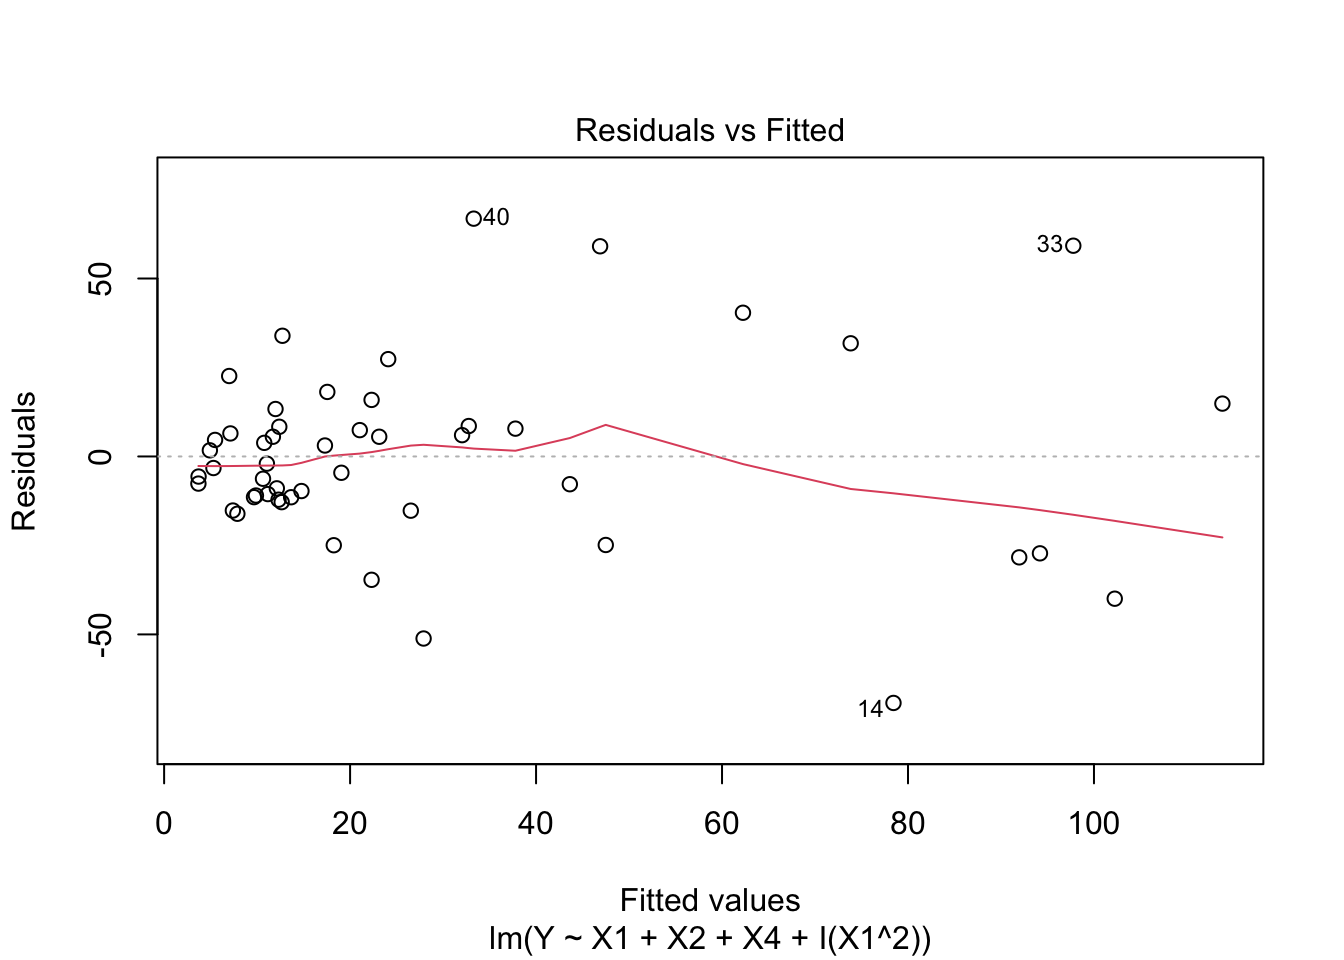 Residuals vs Fitted
40
33
14
50
0
-50
Residuals
0 20 40 60 80 100
Fitted values
lm(Y ~ X1 + X2 + X4 + I(X1^2))